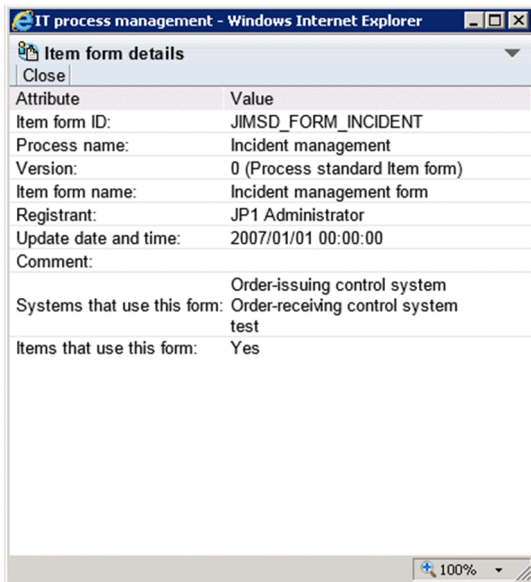 IT process management - Windows Internet Explorer
Item form details
Close
Attribute Value
Item form ID: JIMSD_FORM_INCIDENT
Process name: Incident management
Version: 0 (Process standard Item form)
Item form name: Incident management form
Registrant: JP1 Administrator
Update date and time: 2007/01/01 00:00:00
Comment:
Systems that use this form: Order-issuing control system
Order-receiving control system
test
Items that use this form: Yes
100%